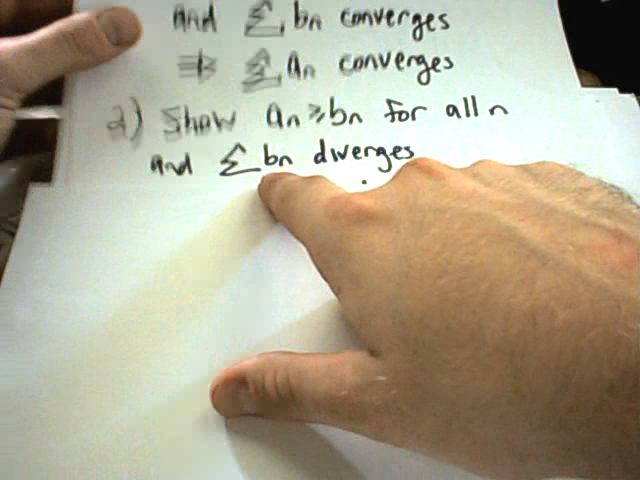 and Σ bn converges
⇒ Σ an converges
2) Show an ≥ bn for all n
and Σ bn diverges